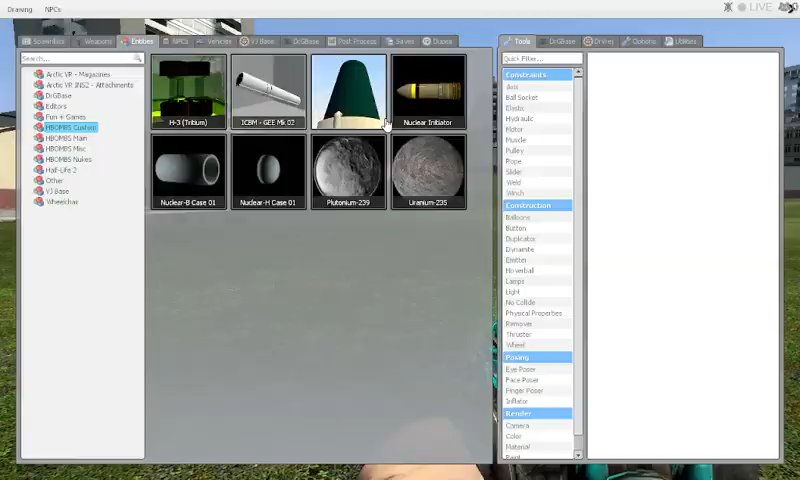 Drawing NPCs
LIVE
Spawnlists Weapons Entities NPCs Vehicles VJ Base DrGBase Post Process Saves Dupes
Tools DrGBase Drive Options Utilities
Search...
Quick Filter...
Arctic VR - Magazines
Arctic VR INS2 - Attachments
DrGBase
Editors
Fun + Games
HBOMBS Custom
HBOMBS Main
HBOMBS Misc
HBOMBS Nukes
Half-Life 2
Other
VJ Base
Wheelchair
H-3 (Tritium)
ICBM - GEE Mk 02
Nuclear Initiator
Nuclear-B Case 01
Nuclear-H Case 01
Plutonium-239
Uranium-235
Constraints
Axis
Ball Socket
Elastic
Hydraulic
Motor
Muscle
Pulley
Rope
Slider
Weld
Winch
Construction
Balloons
Button
Duplicator
Dynamite
Emitter
Hoverball
Lamps
Light
No Collide
Physical Properties
Remover
Thruster
Wheel
Posing
Eye Poser
Face Poser
Finger Poser
Inflator
Render
Camera
Color
Material
Paint